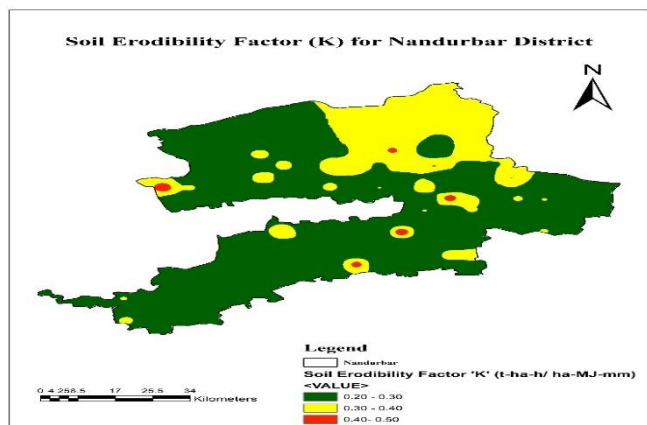 Soil Erodibility Factor (K) for Nandurbar District
N
Legend
Nandurbar
Soil Erodibility Factor 'K' (t-ha-h/ ha-MJ-mm)
<VALUE>
0.20 - 0.30
0.30 - 0.40
0.40- 0.50
0 4.258.5 17 25.5 34
Kilometers